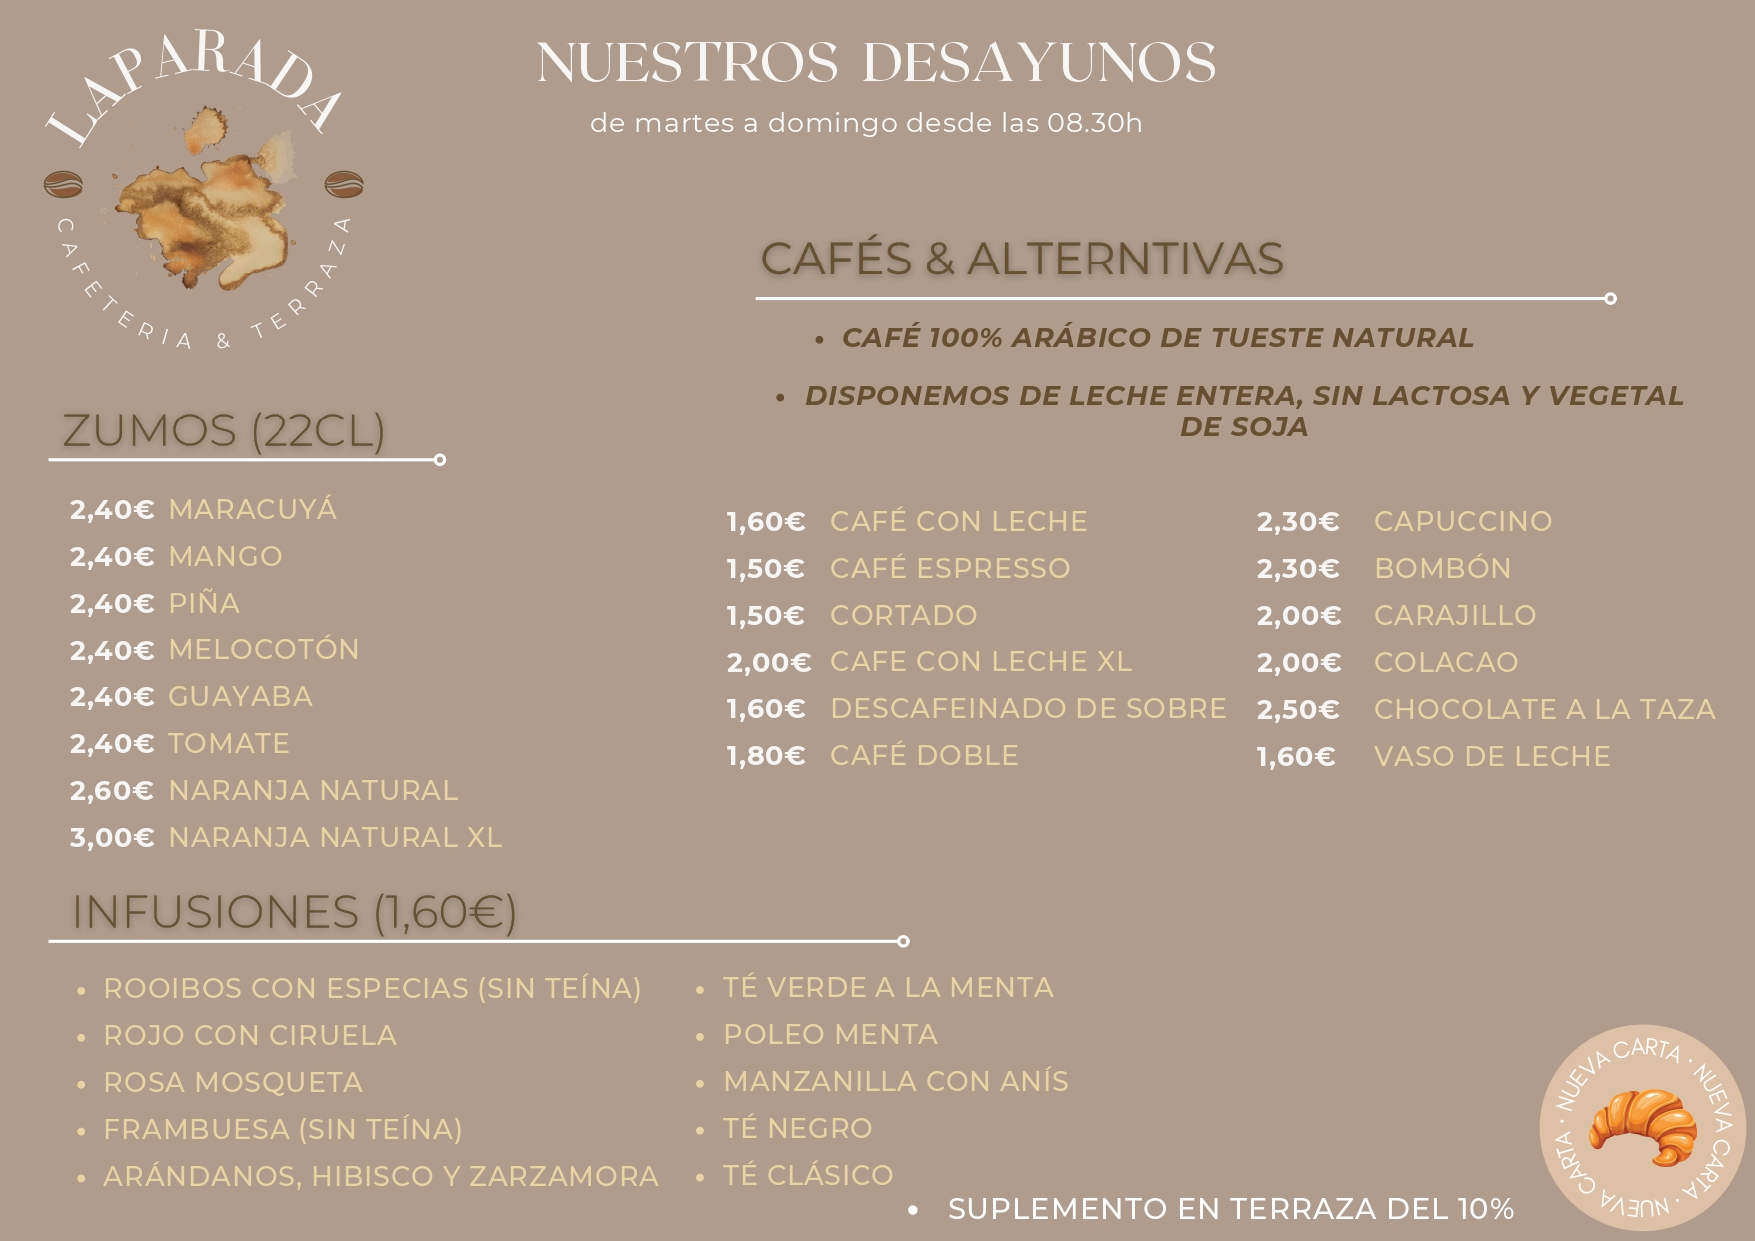 LAPARADA
CAFETERIA & TERRAZA
NUESTROS DESAYUNOS
de martes a domingo desde las 08.30h
ZUMOS (22CL)
2,40€ MARACUYÁ
2,40€ MANGO
2,40€ PIÑA
2,40€ MELOCOTÓN
2,40€ GUAYABA
2,40€ TOMATE
2,60€ NARANJA NATURAL
3,00€ NARANJA NATURAL XL
CAFÉS & ALTERNTIVAS
• CAFÉ 100% ARÁBICO DE TUESTE NATURAL
• DISPONEMOS DE LECHE ENTERA, SIN LACTOSA Y VEGETAL
DE SOJA
1,60€ CAFÉ CON LECHE
1,50€ CAFÉ ESPRESSO
1,50€ CORTADO
2,00€ CAFE CON LECHE XL
1,60€ DESCAFEINADO DE SOBRE
1,80€ CAFÉ DOBLE
2,30€ CAPUCCINO
2,30€ BOMBÓN
2,00€ CARAJILLO
2,00€ COLACAO
2,50€ CHOCOLATE A LA TAZA
1,60€ VASO DE LECHE
INFUSIONES (1,60€)
• ROOIBOS CON ESPECIAS (SIN TEÍNA)
• ROJO CON CIRUELA
• ROSA MOSQUETA
• FRAMBUESA (SIN TEÍNA)
• ARÁNDANOS, HIBISCO Y ZARZAMORA
• TÉ VERDE A LA MENTA
• POLEO MENTA
• MANZANILLA CON ANÍS
• TÉ NEGRO
• TÉ CLÁSICO
• SUPLEMENTO EN TERRAZA DEL 10%
NUEVA CARTA · NUEVA CARTA · NUEVA CARTA ·